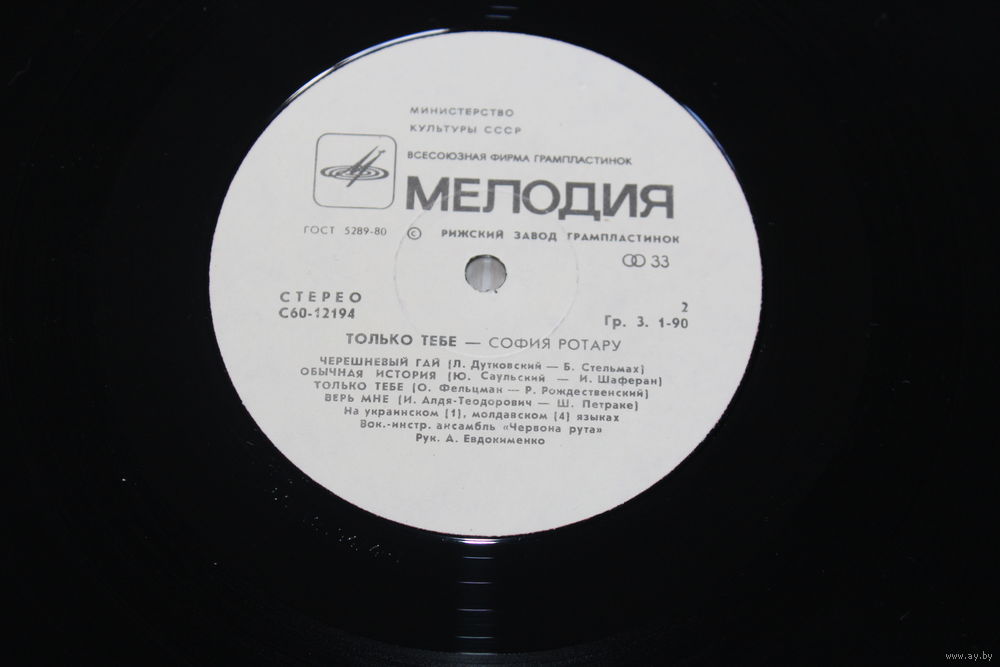 МИНИСТЕРСТВО
КУЛЬТУРЫ СССР
ВСЕСОЮЗНАЯ ФИРМА ГРАМПЛАСТИНОК
МЕЛОДИЯ
ГОСТ 5289-80 © РИЖСКИЙ ЗАВОД ГРАМПЛАСТИНОК
33
СТЕРЕО 2
С60-12194 Гр. 3. 1-90
ТОЛЬКО ТЕБЕ — СОФИЯ РОТАРУ
ЧЕРЕШНЕВЫЙ ГАЙ (Л. Дутковский — Б. Стельмах)
ОБЫЧНАЯ ИСТОРИЯ (Ю. Саульский — И. Шаферан)
ТОЛЬКО ТЕБЕ (О. Фельцман — Р. Рождественский)
ВЕРЬ МНЕ (И. Алдя-Теодорович — Ш. Петраке)
На украинском (1), молдавском (4) языках
Вок.-инстр. ансамбль «Червона рута»
Рук. А. Евдокименко
www.ay.by